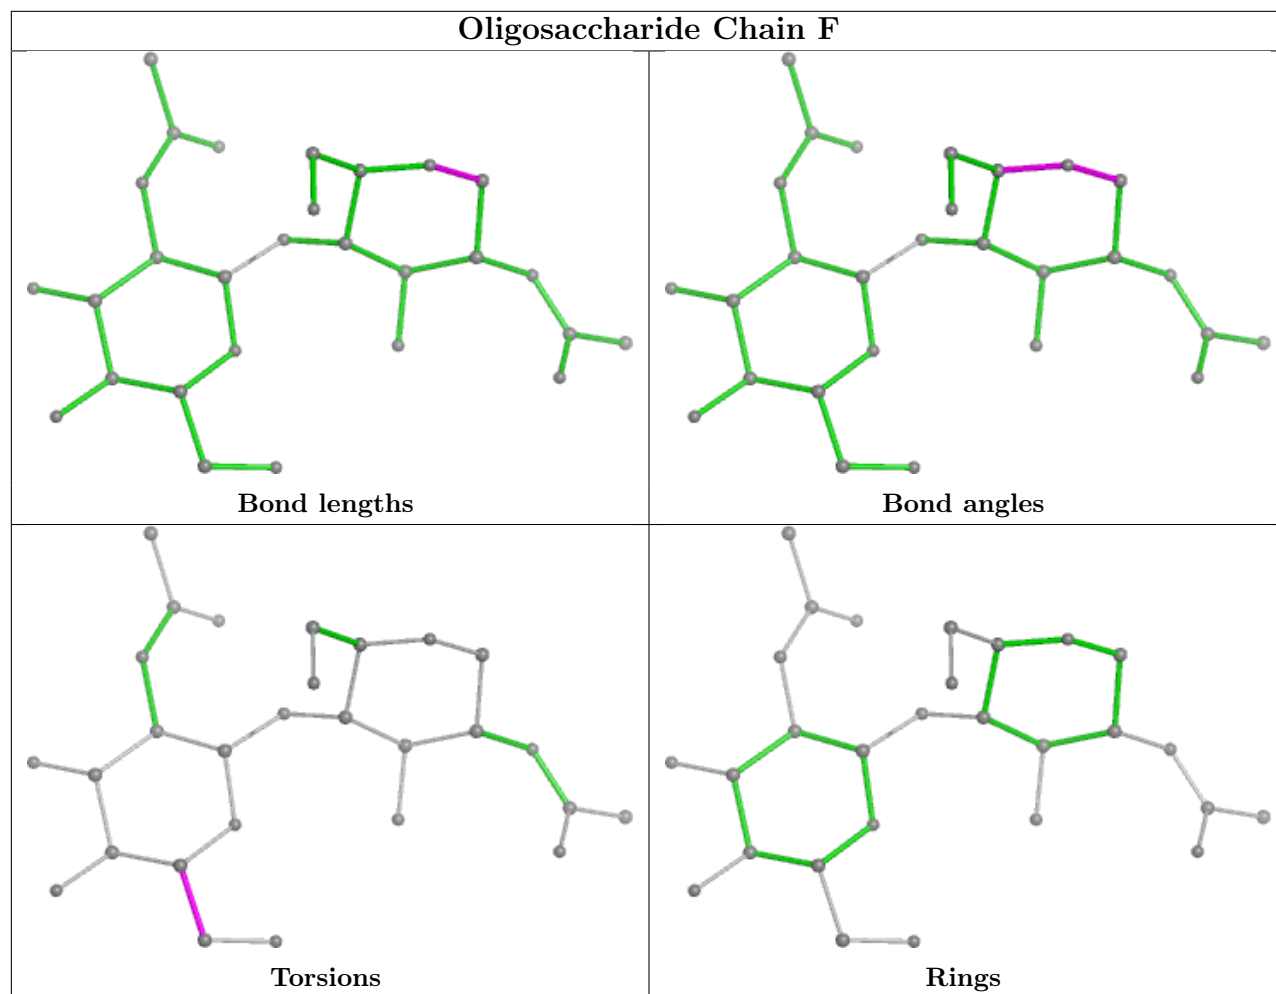 Oligosaccharide Chain F
Bond lengths
Bond angles
Torsions
Rings